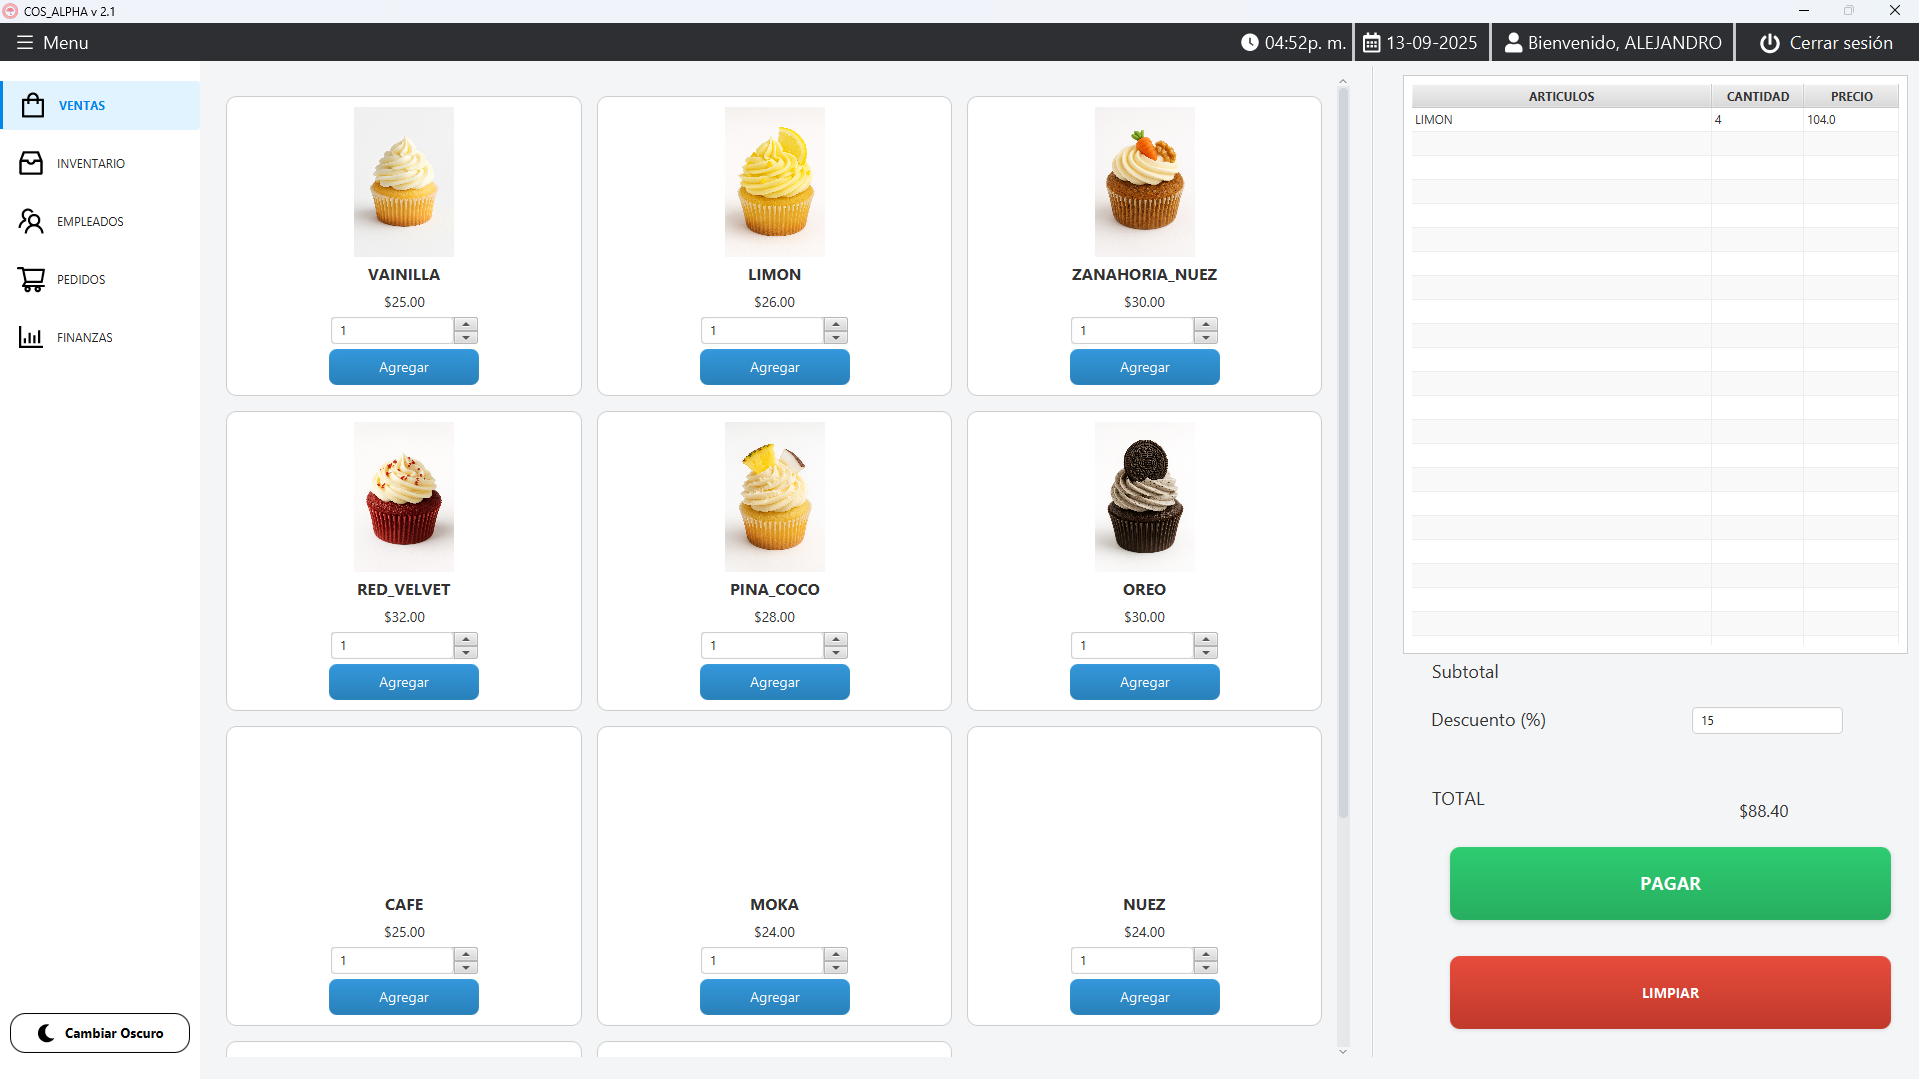 COS_ALPHA v 2.1
Menu
04:52p. m.
13-09-2025
Bienvenido, ALEJANDRO
Cerrar sesión
VENTAS
INVENTARIO
EMPLEADOS
PEDIDOS
FINANZAS
Cambiar Oscuro
VAINILLA
$25.00
1
Agregar
LIMON
$26.00
1
Agregar
ZANAHORIA_NUEZ
$30.00
1
Agregar
RED_VELVET
$32.00
1
Agregar
PINA_COCO
$28.00
1
Agregar
OREO
$30.00
1
Agregar
CAFE
$25.00
1
Agregar
MOKA
$24.00
1
Agregar
NUEZ
$24.00
1
Agregar
ARTICULOS CANTIDAD PRECIO
LIMON 4 104.0
Subtotal
Descuento (%) 15
TOTAL
$88.40
PAGAR
LIMPIAR